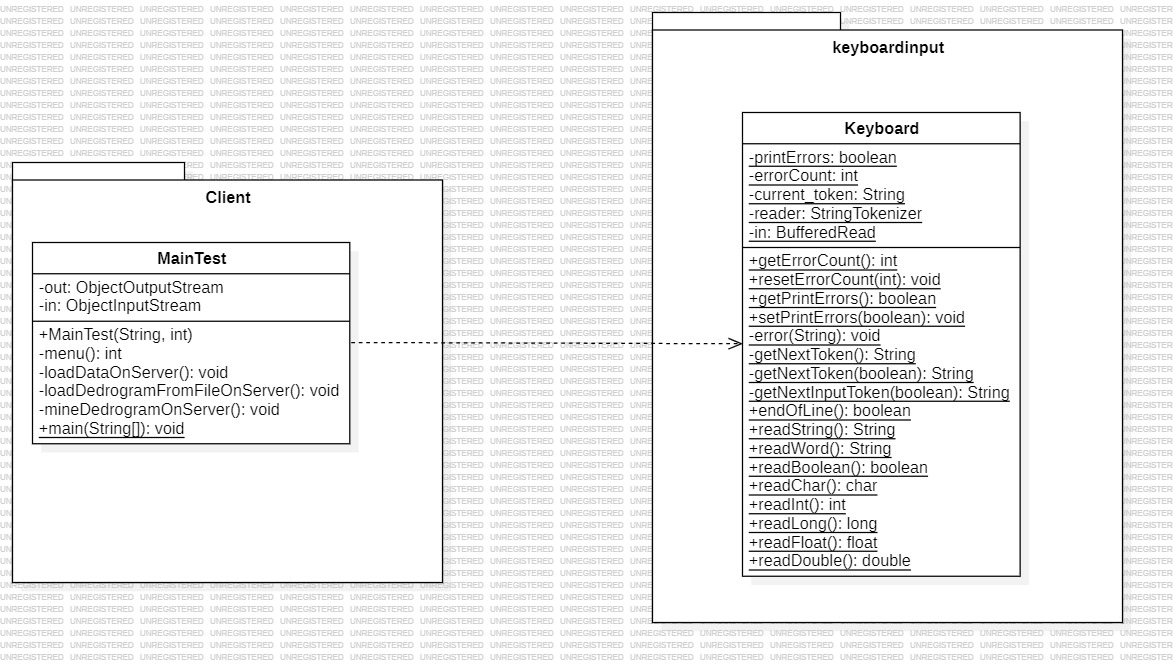 Client
MainTest
-out: ObjectOutputStream
-in: ObjectInputStream
+MainTest(String, int)
-menu(): int
-loadDataOnServer(): void
-loadDedrogramFromFileOnServer(): void
-mineDedrogramOnServer(): void
+main(String[]): void
keyboardinput
Keyboard
-printErrors: boolean
-errorCount: int
-current_token: String
-reader: StringTokenizer
-in: BufferedRead
+getErrorCount(): int
+resetErrorCount(int): void
+getPrintErrors(): boolean
+setPrintErrors(boolean): void
-error(String): void
-getNextToken(): String
-getNextToken(boolean): String
-getNextInputToken(boolean): String
+endOfLine(): boolean
+readString(): String
+readWord(): String
+readBoolean(): boolean
+readChar(): char
+readInt(): int
+readLong(): long
+readFloat(): float
+readDouble(): double
UNREGISTERED